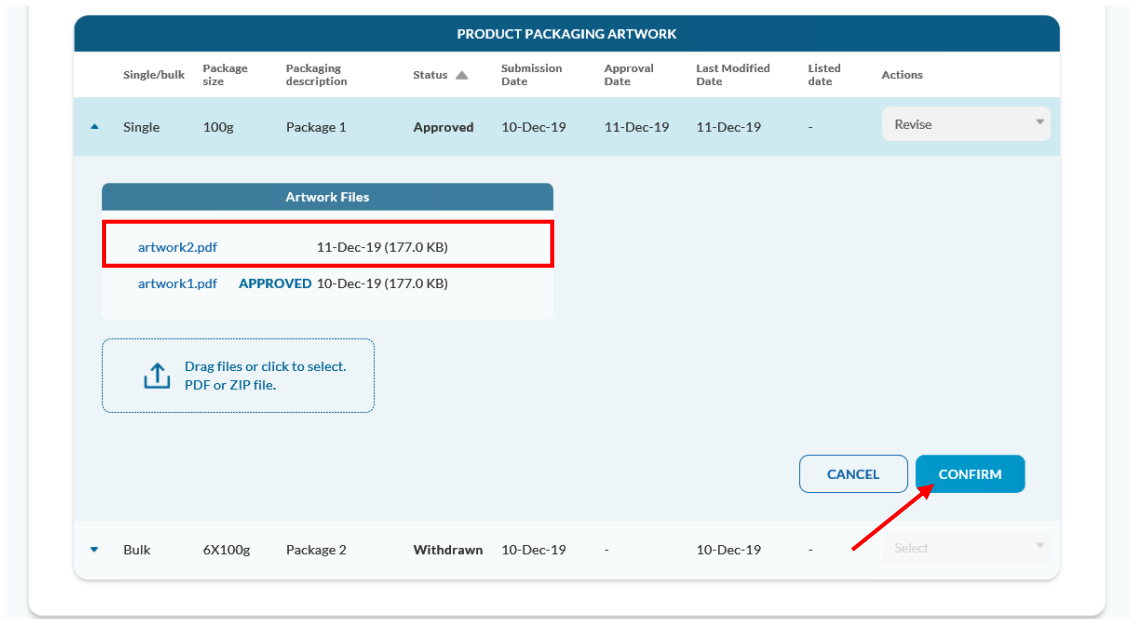 PRODUCT PACKAGING ARTWORK
Single/bulk Package size Packaging description Status Submission Date Approval Date Last Modified Date Listed date Actions
Single 100g Package 1 Approved 10-Dec-19 11-Dec-19 11-Dec-19 - Revise
Artwork Files
artwork2.pdf 11-Dec-19 (177.0 KB)
artwork1.pdf APPROVED 10-Dec-19 (177.0 KB)
Drag files or click to select.
PDF or ZIP file.
CANCEL CONFIRM
Bulk 6X100g Package 2 Withdrawn 10-Dec-19 - 10-Dec-19 - Select